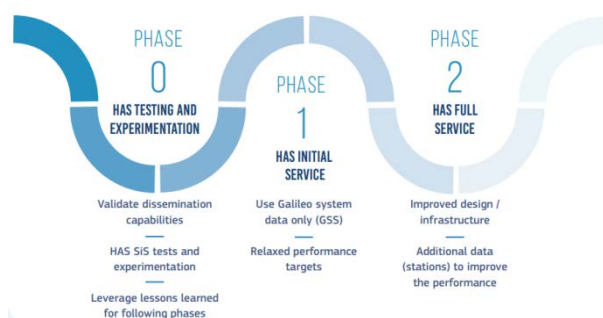 PHASE
0
HAS TESTING AND
EXPERIMENTATION
Validate dissemination
capabilities
HAS SiS tests and
experimentation
Leverage lessons learned
for following phases
PHASE
1
HAS INITIAL
SERVICE
Use Galileo system
data only (GSS)
Relaxed performance
targets
PHASE
2
HAS FULL
SERVICE
Improved design /
infrastructure
Additional data
(stations) to improve
the performance